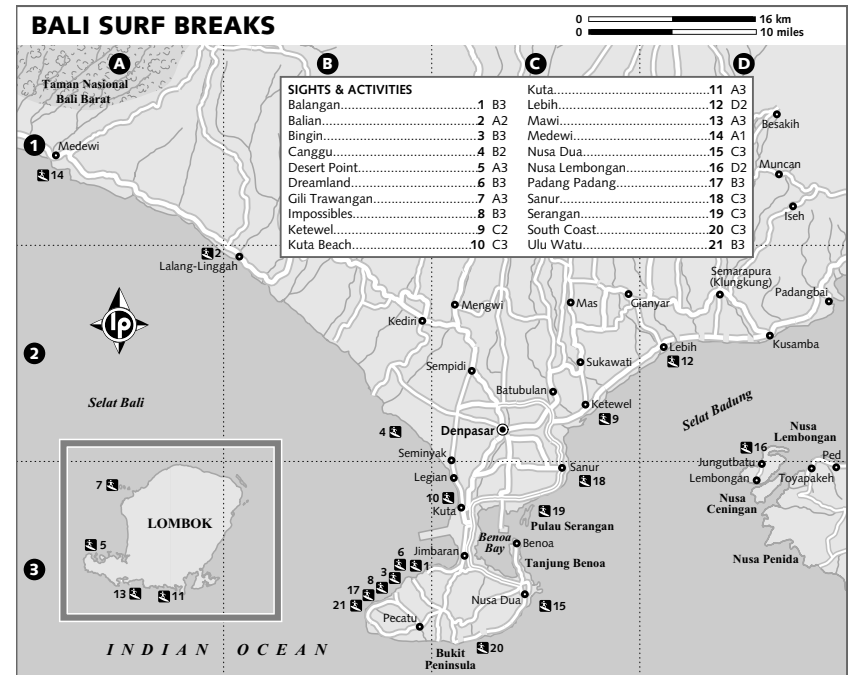 BALI SURF BREAKS
0 16 km
0 10 miles
A
B
C
D
Taman Nasional
Bali Barat
SIGHTS & ACTIVITIES
Balangan 1 B3
Balian 2 A2
Bingin 3 B3
Canggu 4 B2
Desert Point 5 A3
Dreamland 6 B3
Gili Trawangan 7 A3
Impossibles 8 B3
Ketewel 9 C2
Kuta Beach 10 C3
Kuta 11 A3
Lebih 12 D2
Mawi 13 A3
Medewi 14 A1
Nusa Dua 15 C3
Nusa Lembongan 16 D2
Padang Padang 17 B3
Sanur 18 C3
Serangan 19 C3
South Coast 20 C3
Ulu Watu 21 B3
Besakih
1
Medewi
14
Muncan
Iseh
2
Lalang-Linggah
Semarapura
(Klungkung)
Padangbai
lp
Mengwi
Mas
Gianyar
Kediri
Kusamba
2
Lebih
12
Sempidi
Sukawati
Batubulan
Selat Bali
Ketewel
9
Selat Badung
4
Denpasar
Nusa
Lembongan
16
Seminyak
Jungutbatu
Ped
Sanur
Legian
Lembongan
Toyapakeh
7
18
10
Kuta
Nusa
Ceningan
19
Pulau Serangan
LOMBOK
5
Benoa
Bay
Benoa
Jimbaran
Nusa Penida
3
6
1
Tanjung Benoa
3
8
13
11
17
21
Nusa Dua
15
Pecatu
20
INDIAN OCEAN
Bukit
Peninsula